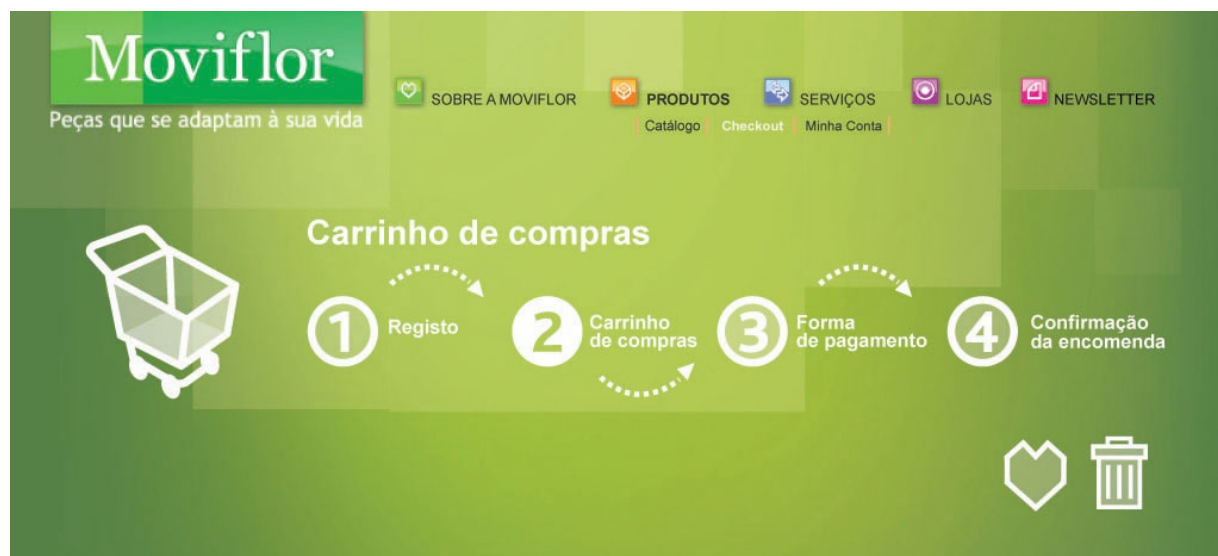 Moviflor
Peças que se adaptam à sua vida
SOBRE A MOVIFLOR
PRODUTOS
SERVIÇOS
LOJAS
NEWSLETTER
Catálogo
Checkout
Minha Conta
Carrinho de compras
1
Registo
2
Carrinho
de compras
3
Forma
de pagamento
4
Confirmação
da encomenda